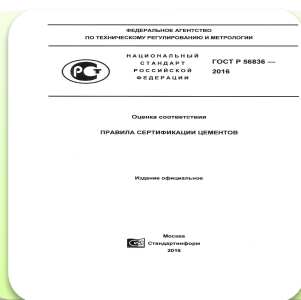 ФЕДЕРАЛЬНОЕ АГЕНТСТВО
ПО ТЕХНИЧЕСКОМУ РЕГУЛИРОВАНИЮ И МЕТРОЛОГИИ
НАЦИОНАЛЬНЫЙ
СТАНДАРТ
РОССИЙСКОЙ
ФЕДЕРАЦИИ
ГОСТ Р 56836 —
2016
Оценка соответствия
ПРАВИЛА СЕРТИФИКАЦИИ ЦЕМЕНТОВ
Издание официальное
Москва
Стандартинформ
2016